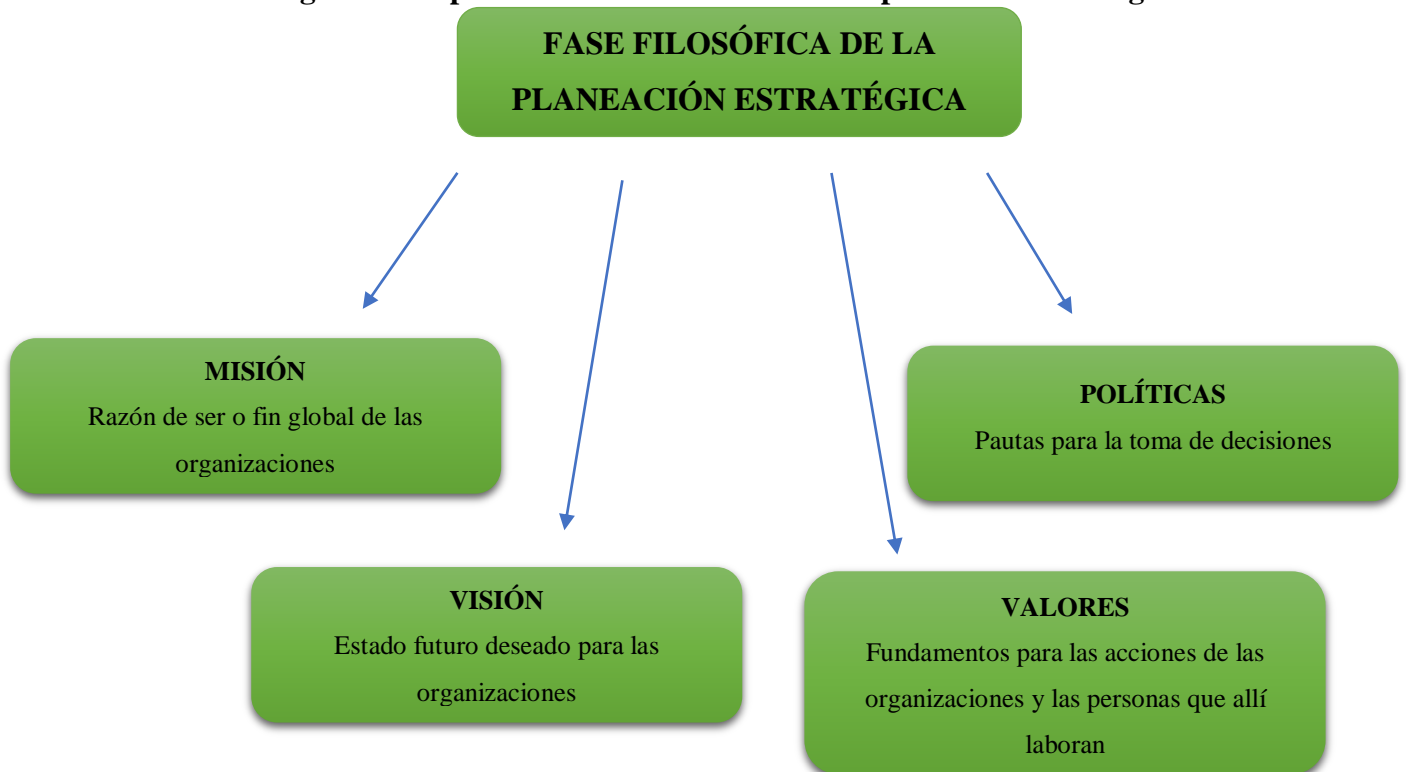 FASE FILOSÓFICA DE LA
PLANEACIÓN ESTRATÉGICA
MISIÓN
Razón de ser o fin global de las
organizaciones
POLÍTICAS
Pautas para la toma de decisiones
VISIÓN
Estado futuro deseado para las
organizaciones
VALORES
Fundamentos para las acciones de las
organizaciones y las personas que allí
laboran